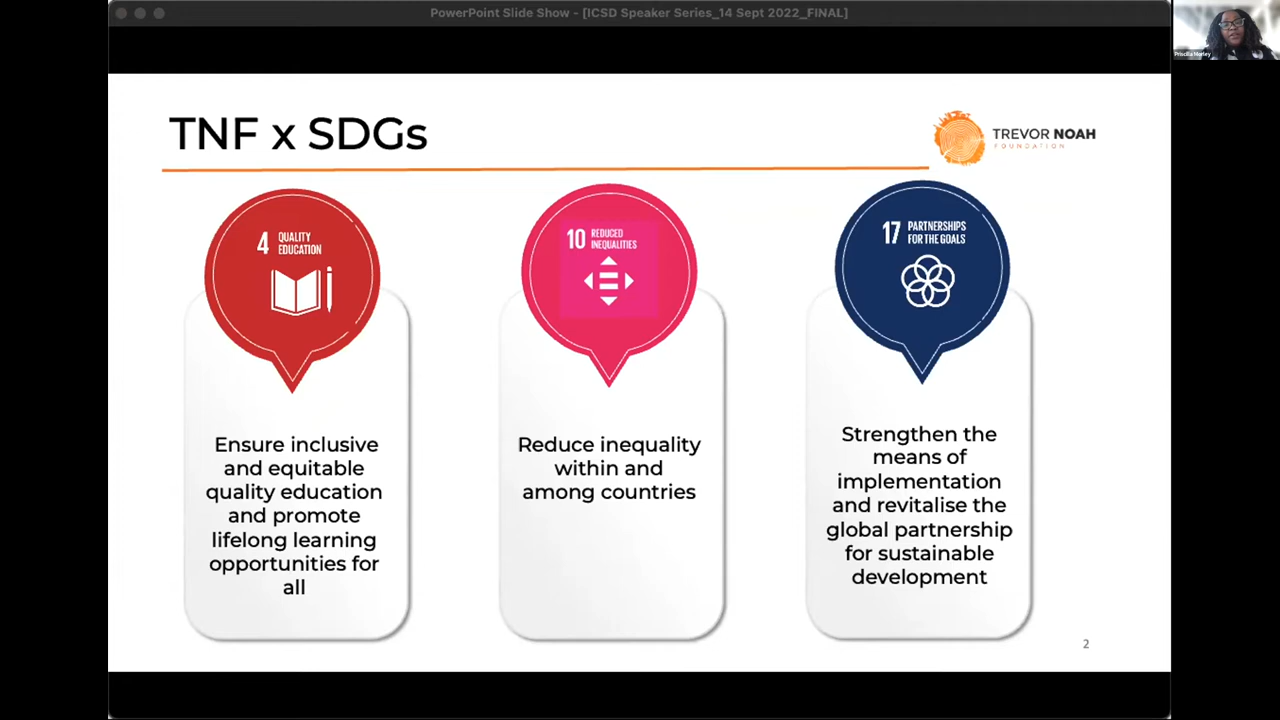 PowerPoint Slide Show - [ICSD Speaker Series_14 Sept 2022_FINAL]
Priscilla Marley
TNF x SDGs
TREVOR NOAH
FOUNDATION
4 QUALITY
EDUCATION
10 REDUCED
INEQUALITIES
17 PARTNERSHIPS
FOR THE GOALS
Ensure inclusive
and equitable
quality education
and promote
lifelong learning
opportunities for
all
Reduce inequality
within and
among countries
Strengthen the
means of
implementation
and revitalise the
global partnership
for sustainable
development
2